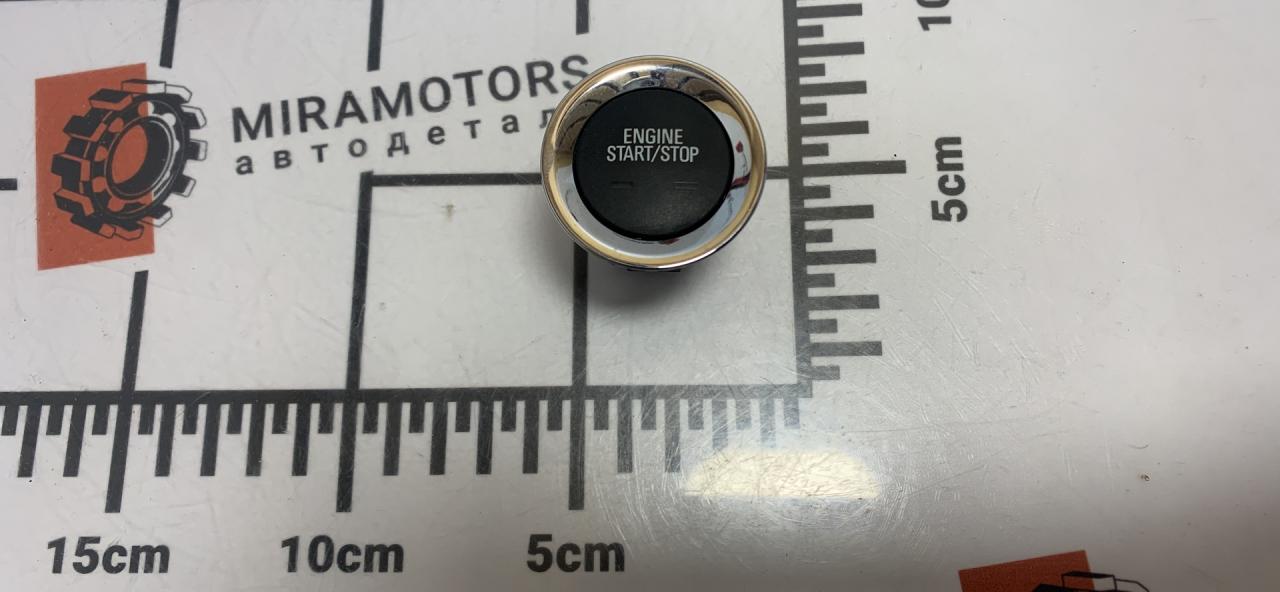 MIRAMOTORS
автодетал
ENGINE
START/STOP
5cm
15cm
10cm
5cm